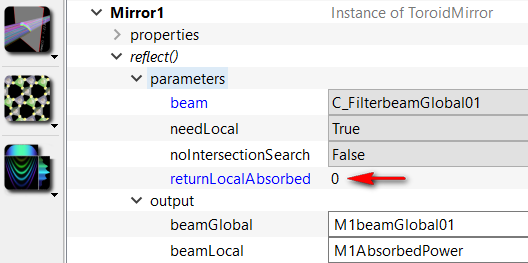 Mirror1 Instance of ToroidMirror
properties
reflect()
parameters
beam C_FilterbeamGlobal01
needLocal True
noIntersectionSearch False
returnLocalAbsorbed 0
output
beamGlobal M1beamGlobal01
beamLocal M1AbsorbedPower